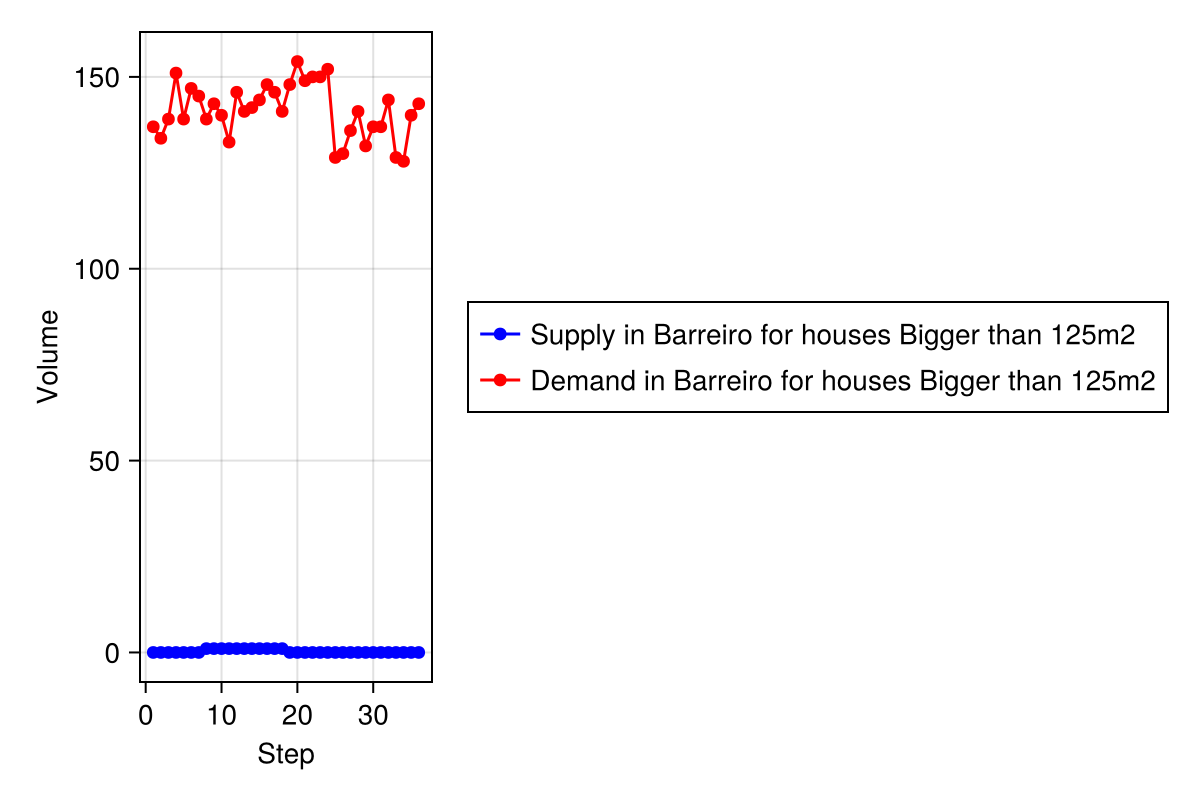 150
100
50
0
Volume
0 10 20 30
Step
Supply in Barreiro for houses Bigger than 125m2
Demand in Barreiro for houses Bigger than 125m2